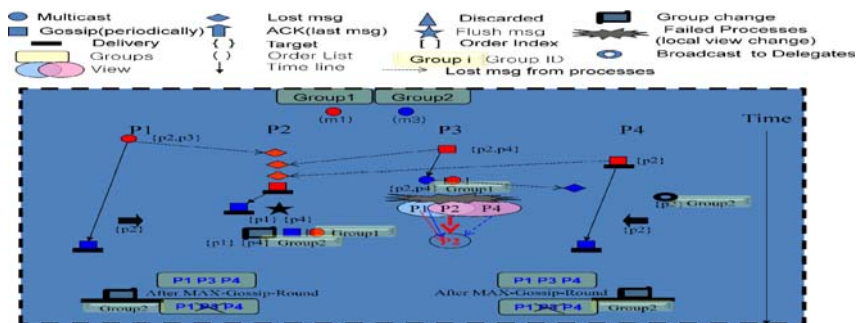 Multicast
Lost msg
Discarded
Group change
Gossip(periodically)
ACK(last msg)
Flush msg
Failed Processes
Delivery
{ }
Target
[ ]
Order Index
(local view change)
Groups
( )
Order List
Group i
Group ID
Broadcast to Delegates
View
Time line
Lost msg from processes
Group1
Group2
{m1}
{m3}
P1
P2
P3
P4
Time
{p2,p3}
{p2,p4}
{p2}
{p2,p4}
Group1
{p1}
{p4}
P1
P2
P4
Group2
{p2}
{p2}
{p1}
{p4}
Group1
Group2
P2
P1 P3 P4
P1 P3 P4
After MAX-Gossip-Round
After MAX-Gossip-Round
Group2
P1 P3 P4
P1 P3 P4
Group2